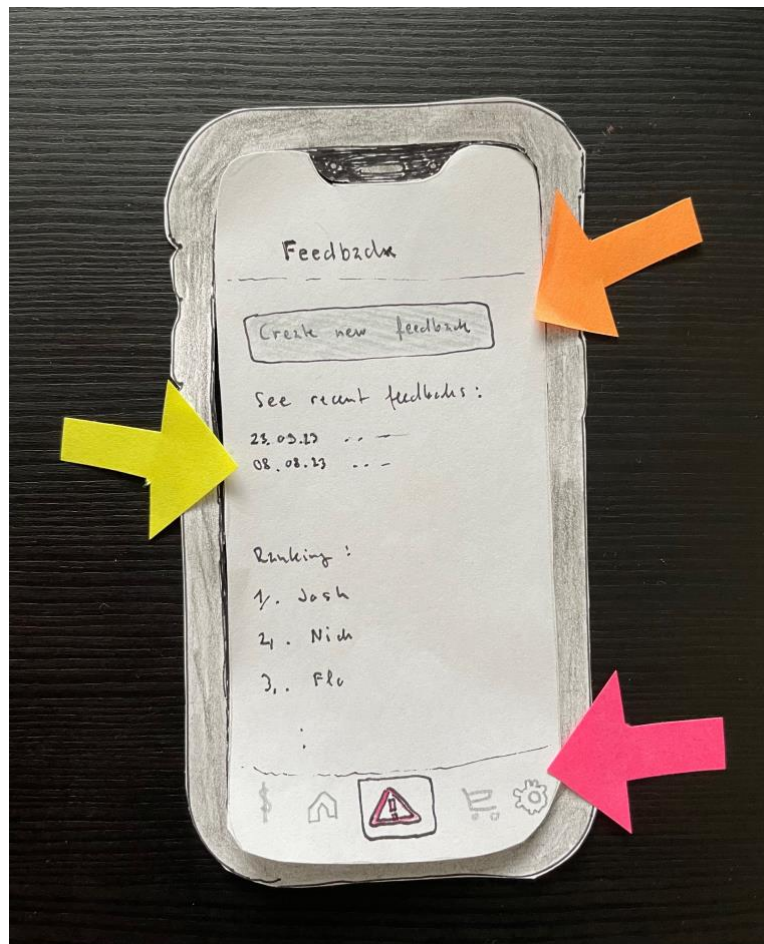 Feedback
Create new feedback
See recent feedbacks:
23.09.23
08.08.23
Ranking:
1. Josh
2. Nich
3. Flo